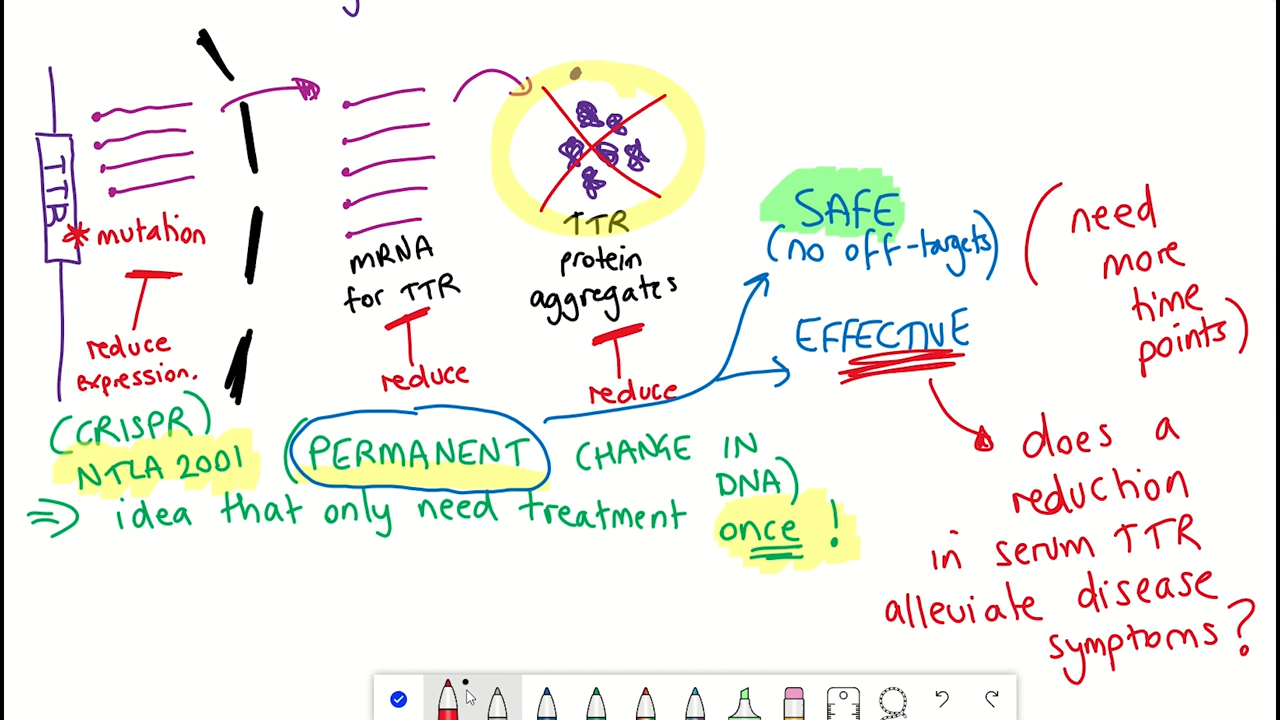 TTR
* mutation
reduce
expression.
(CRISPR)
NTLA 2001
mRNA
for TTR
reduce
TTR
protein
aggregates
reduce
(PERMANENT CHANGE IN
DNA)
=> idea that only need treatment once!
SAFE
(no off-targets)
(need
more
time
points)
EFFECTIVE
does a
reduction
in serum TTR
alleviate disease
symptoms?